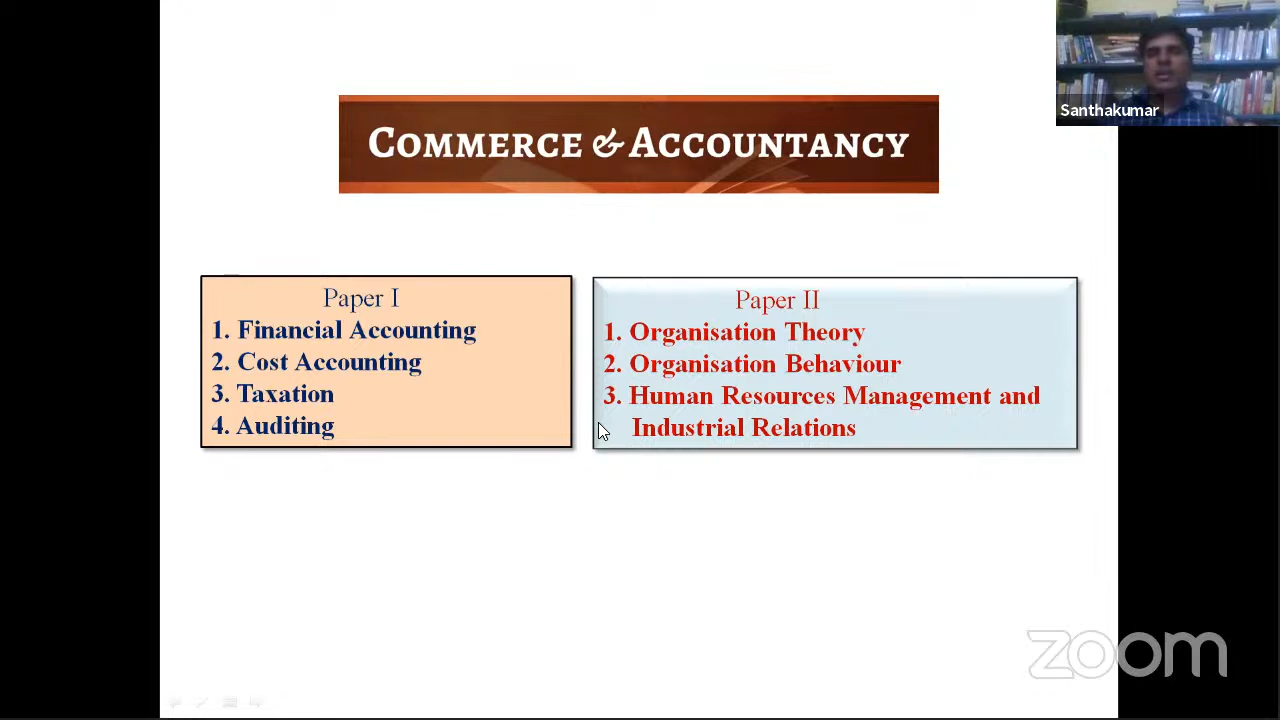 COMMERCE & ACCOUNTANCY
Santhakumar
Paper I
1. Financial Accounting
2. Cost Accounting
3. Taxation
4. Auditing
Paper II
1. Organisation Theory
2. Organisation Behaviour
3. Human Resources Management and
Industrial Relations
zoom